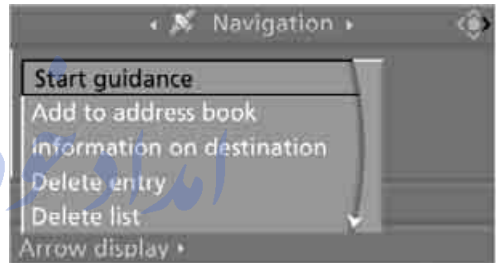 Navigation
Start guidance
Add to address book
Information on destination
Delete entry
Delete list
Arrow display